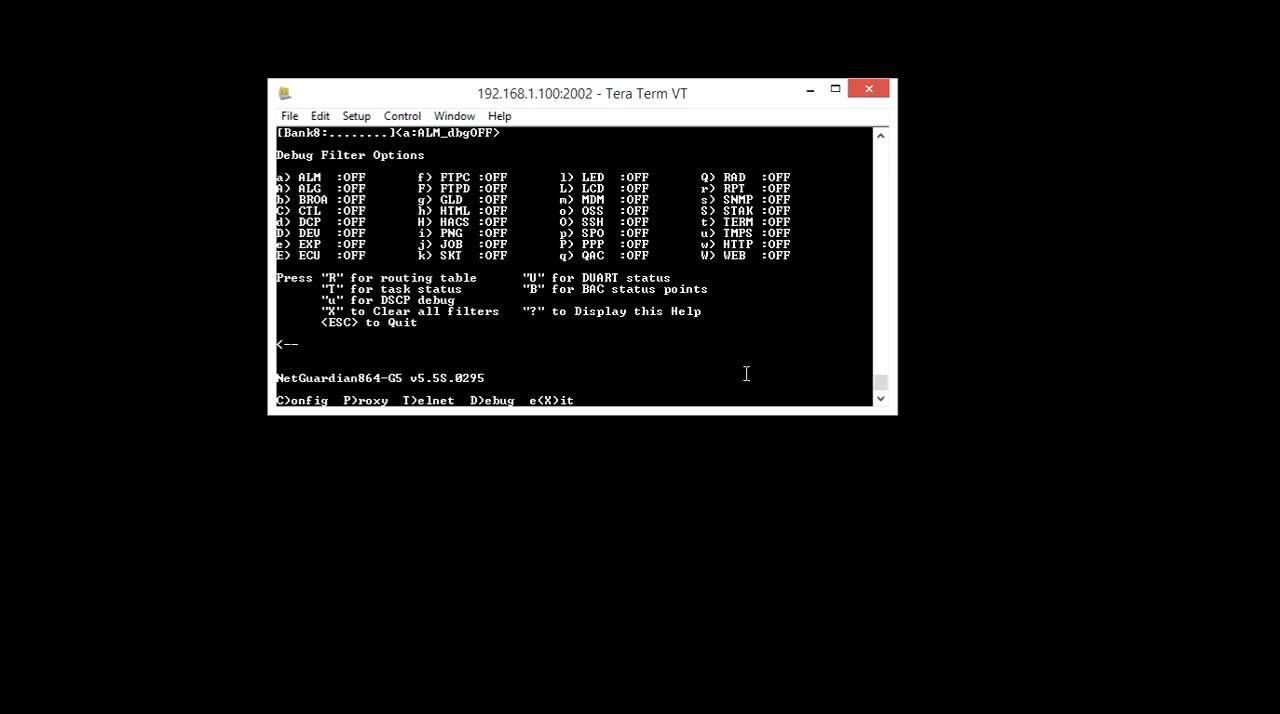 192.168.1.100:2002 - Tera Term VT
File Edit Setup Control Window Help
[Bank8:........]<a:ALM_dbgOFF>
Debug Filter Options
a) ALM :OFF f) FTPC :OFF l) LED :OFF Q) RAD :OFF
A) ALG :OFF F) FTPD :OFF L) LCD :OFF r) RPT :OFF
b) BROA :OFF g) GLD :OFF m) MDM :OFF s) SNMP :OFF
C) CTL :OFF h) HTML :OFF o) OSS :OFF S) STAK :OFF
d) DCP :OFF H) HACS :OFF O) SSH :OFF t) TERM :OFF
D) DEV :OFF i) PNG :OFF p) SPO :OFF u) TMPS :OFF
e) EXP :OFF j) JOB :OFF P) PPP :OFF w) HTTP :OFF
E) ECU :OFF k) SKT :OFF q) QAC :OFF W) WEB :OFF
Press "R" for routing table "U" for DUART status
"T" for task status "B" for BAC status points
"u" for DSCP debug
"X" to Clear all filters "?" to Display this Help
<ESC> to Quit
<--
NetGuardian864-G5 v5.5S.0295
C)onfig P)roxy T)elnet D)ebug e(X)it